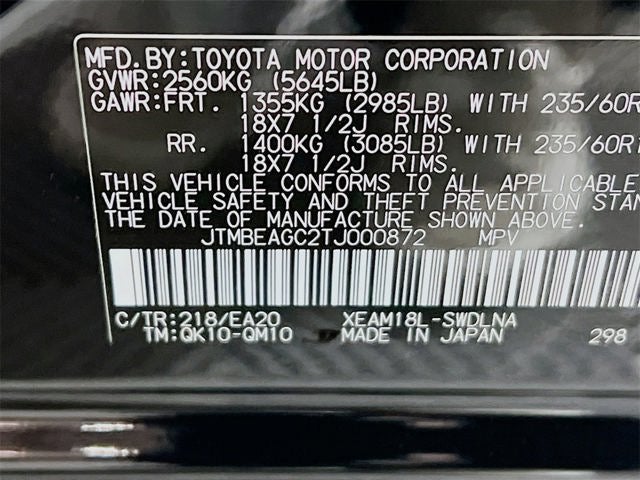 MFD. BY: TOYOTA MOTOR CORPORATION
GVWR: 2560KG (5645LB)
GAWR: FRT. 1355KG (2985LB) WITH 235/60R
18X7 1/2J RIMS.
RR. 1400KG (3085LB) WITH 235/60R1
18X7 1/2J RIMS.
THIS VEHICLE CONFORMS TO ALL APPLICABLE
VEHICLE SAFETY AND THEFT PREVENTION STAN
THE DATE OF MANUFACTURE SHOWN ABOVE.
JTMBEAGC2TJ000872 MPV
C/TR: 218/EA20 XEAM18L-SWDLNA
TM: QK10-QM10 MADE IN JAPAN 298